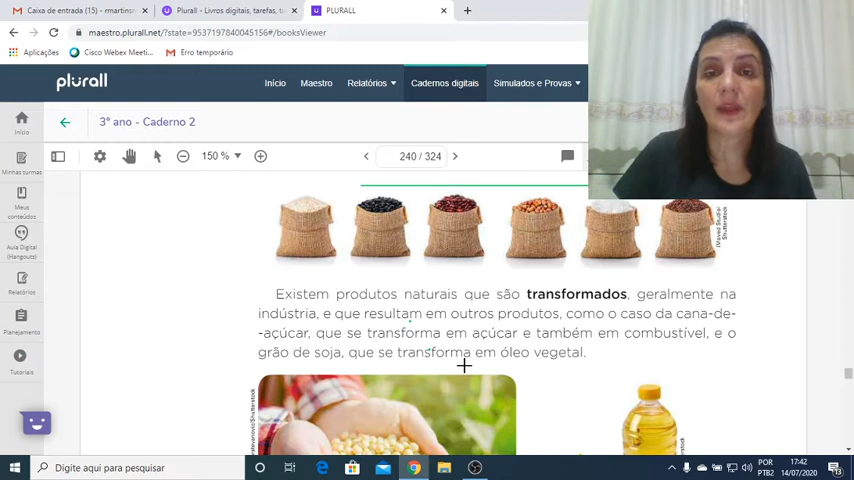 Caixa de entrada (15) - rmartinsm
Plurall - Livros digitais, tarefas, tu
PLURALL
maestro.plurall.net/?state=9537197840045156#/booksViewer
Aplicações
Cisco Webex Meet...
Erro temporário
plurall
Início
Maestro
Relatórios
Cadernos digitais
Simulados e Provas
3º ano - Caderno 2
150 %
240 / 324
Início
Minhas turmas
Meus
conteúdos
Aula Digital
(Hangouts)
Relatórios
Planejamento
Tutoriais
Shutterstock
Existem produtos naturais que são transformados, geralmente na
indústria, e que resultam em outros produtos, como o caso da cana-de-
-açúcar, que se transforma em açúcar e também em combustível, e o
grão de soja, que se transforma em óleo vegetal.
Digite aqui para pesquisar
POR
PTB2
17:42
14/07/2020